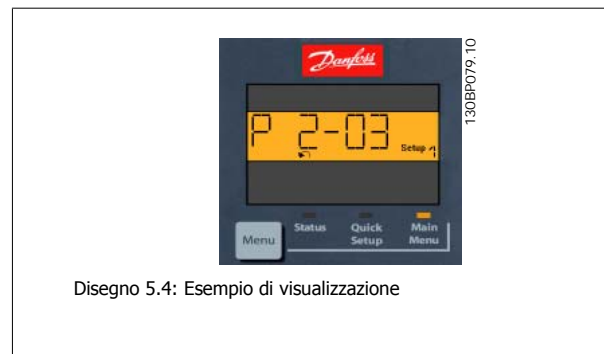 Danfoss
130BP079.10
P 2-03
Setup 1
Menu
Status
Quick Setup
Main Menu
Disegno 5.4: Esempio di visualizzazione